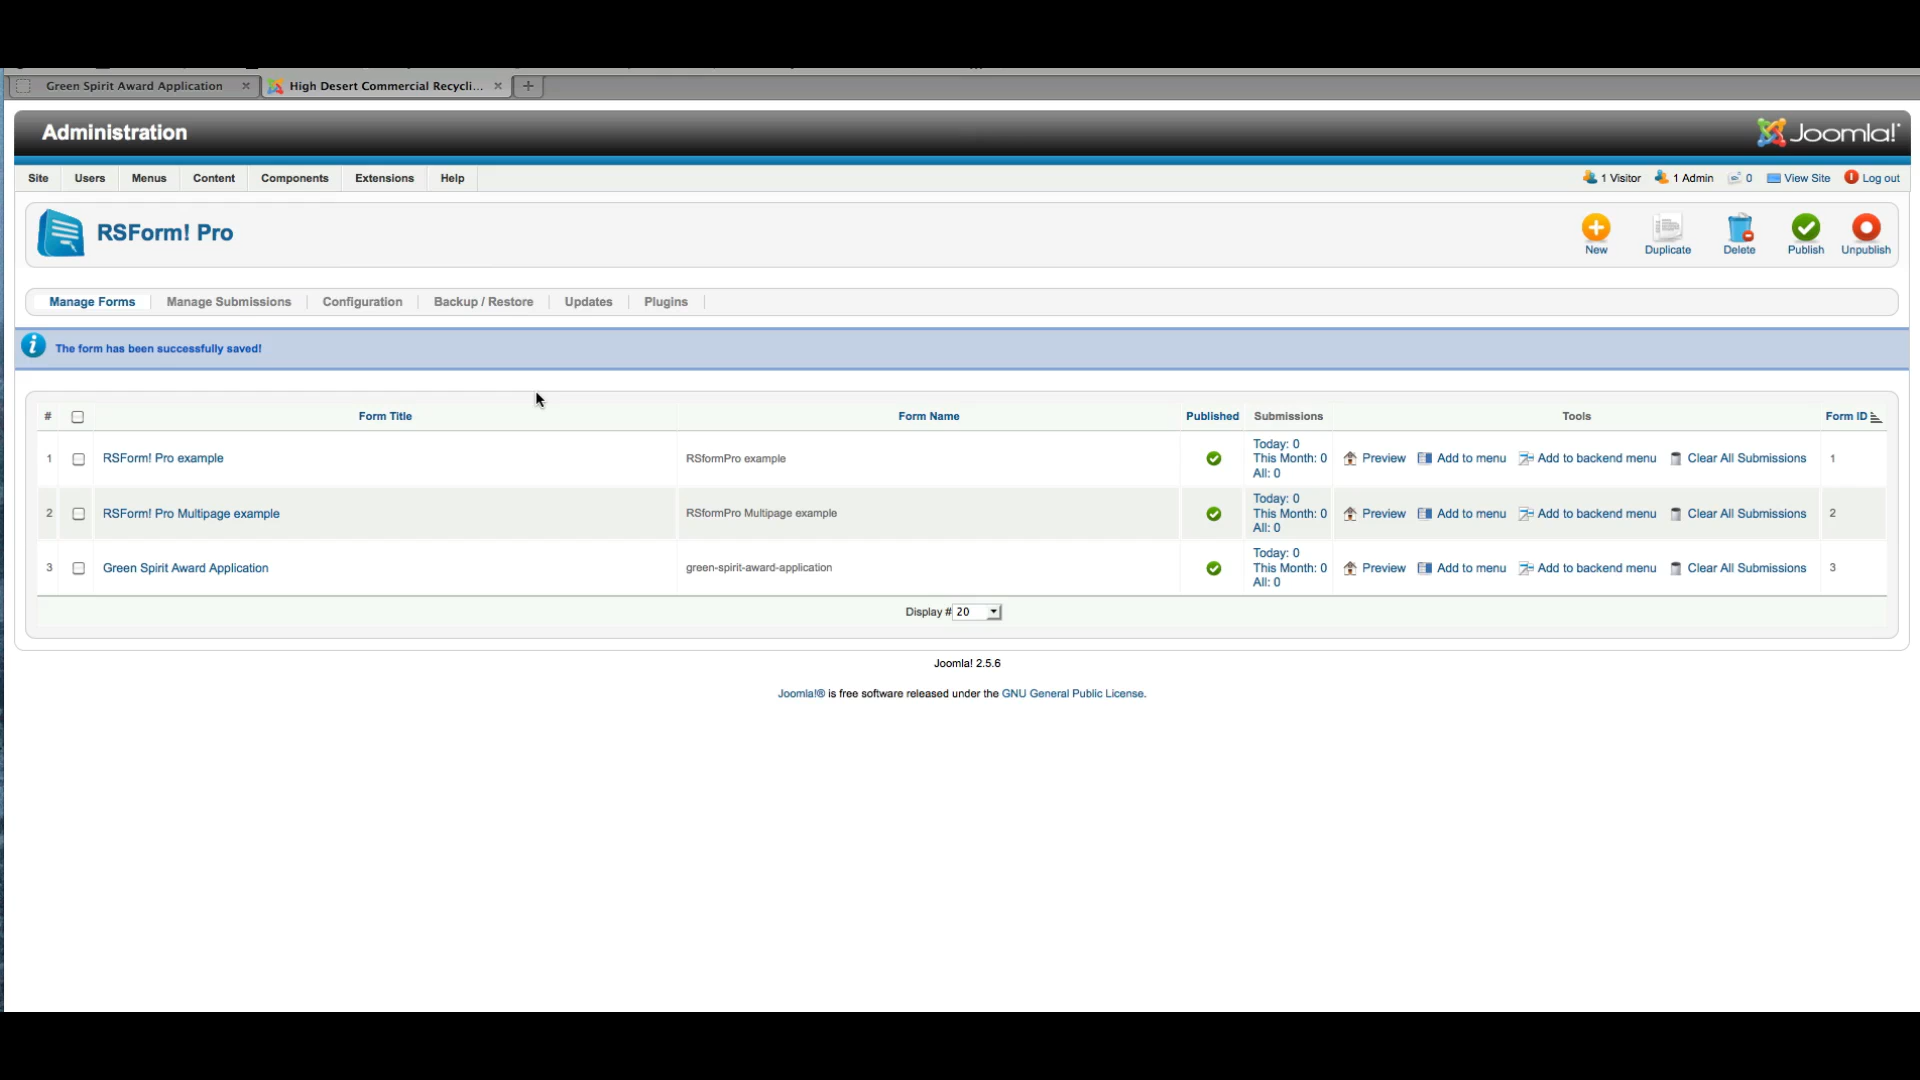 Green Spirit Award Application
High Desert Commercial Recycli...
Administration
Joomla!
Site Users Menus Content Components Extensions Help
1 Visitor 1 Admin 0 View Site Log out
RSForm! Pro
New Duplicate Delete Publish Unpublish
Manage Forms Manage Submissions Configuration Backup / Restore Updates Plugins
The form has been successfully saved!
# Form Title Form Name Published Submissions Tools Form ID
Today: 0
1 RSForm! Pro example RSformPro example This Month: 0 Preview Add to menu Add to backend menu Clear All Submissions 1
All: 0
Today: 0
2 RSForm! Pro Multipage example RSformPro Multipage example This Month: 0 Preview Add to menu Add to backend menu Clear All Submissions 2
All: 0
Today: 0
3 Green Spirit Award Application green-spirit-award-application This Month: 0 Preview Add to menu Add to backend menu Clear All Submissions 3
All: 0
Display # 20
Joomla! 2.5.6
Joomla!® is free software released under the GNU General Public License.